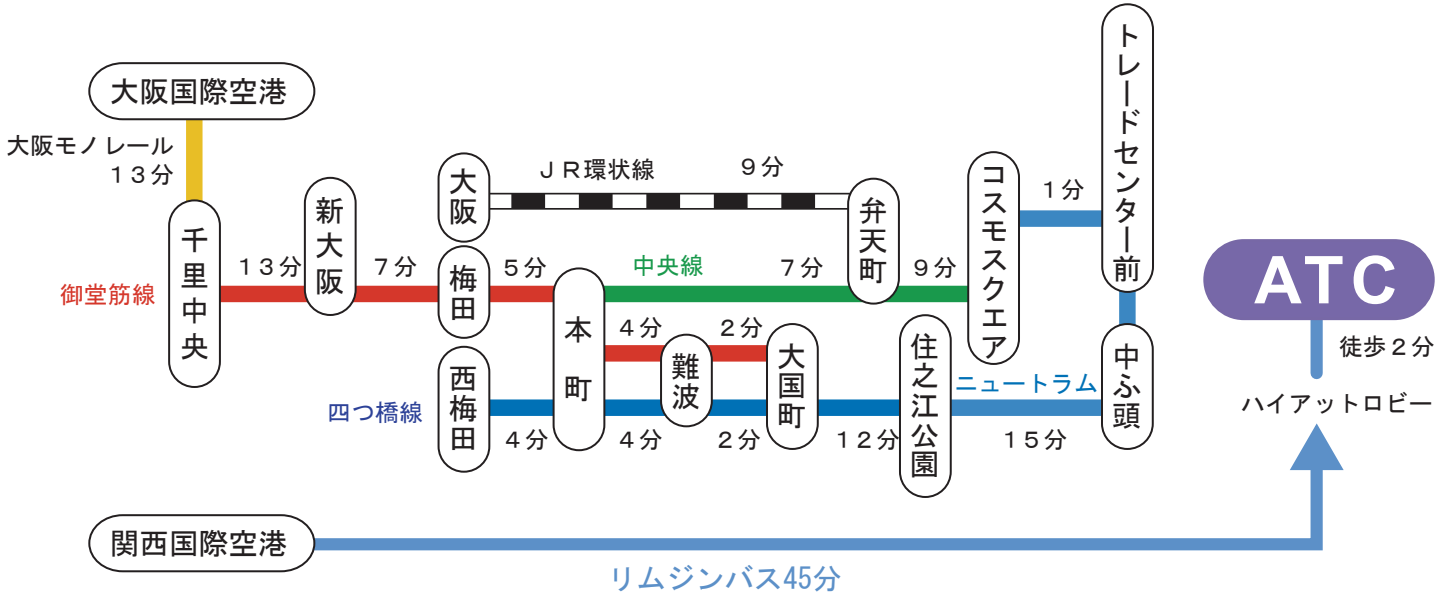 トレードセンター前
大阪国際空港
大阪モノレール
１３分
大阪
ＪＲ環状線
９分
コスモスクエア
１分
新大阪
弁天町
千里中央
御堂筋線
１３分
７分
梅田
５分
中央線
７分
９分
ATC
本町
４分
２分
難波
大国町
住之江公園
中ふ頭
徒歩２分
ハイアットロビー
四つ橋線
西梅田
４分
４分
２分
１２分
ニュートラム
１５分
関西国際空港
リムジンバス45分